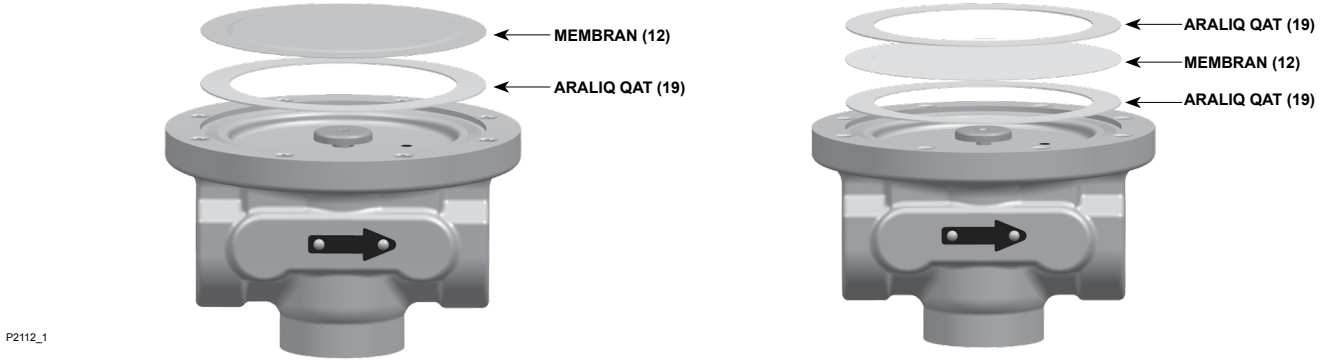 MEMBRAN (12)
ARALIQ QAT (19)
ARALIQ QAT (19)
MEMBRAN (12)
ARALIQ QAT (19)
P2112_1